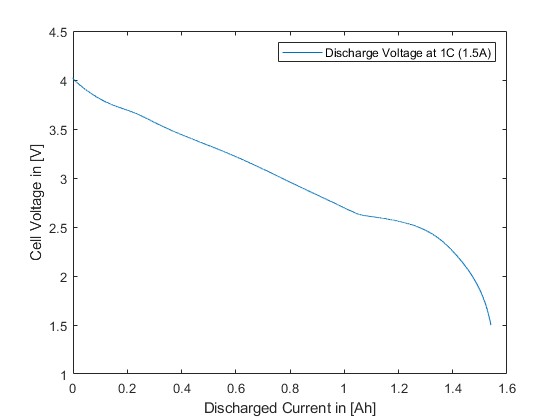 4.5
4
3.5
3
2.5
2
1.5
1
Cell Voltage in [V]
Discharge Voltage at 1C (1.5A)
0 0.2 0.4 0.6 0.8 1 1.2 1.4 1.6
Discharged Current in [Ah]